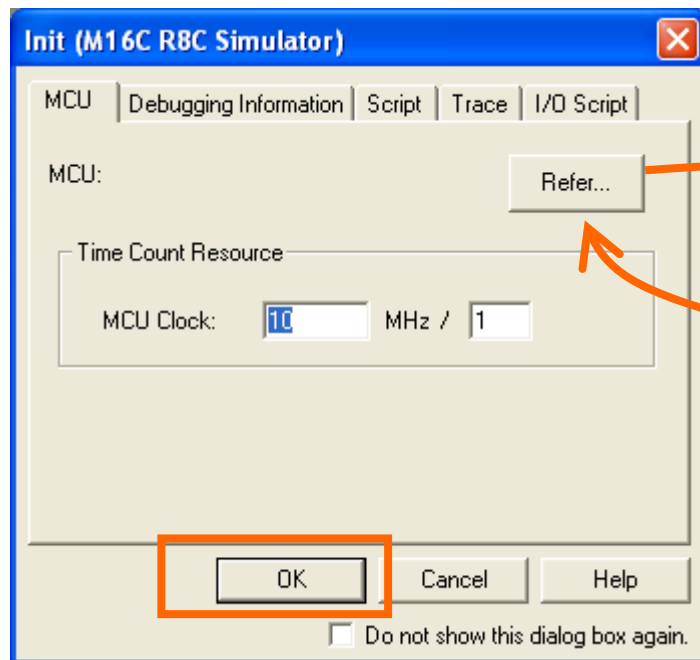 Init (M16C R8C Simulator)
MCU Debugging Information Script Trace I/O Script
MCU: Refer...
Time Count Resource
MCU Clock: 10 MHz / 1
OK Cancel Help
Do not show this dialog box again.